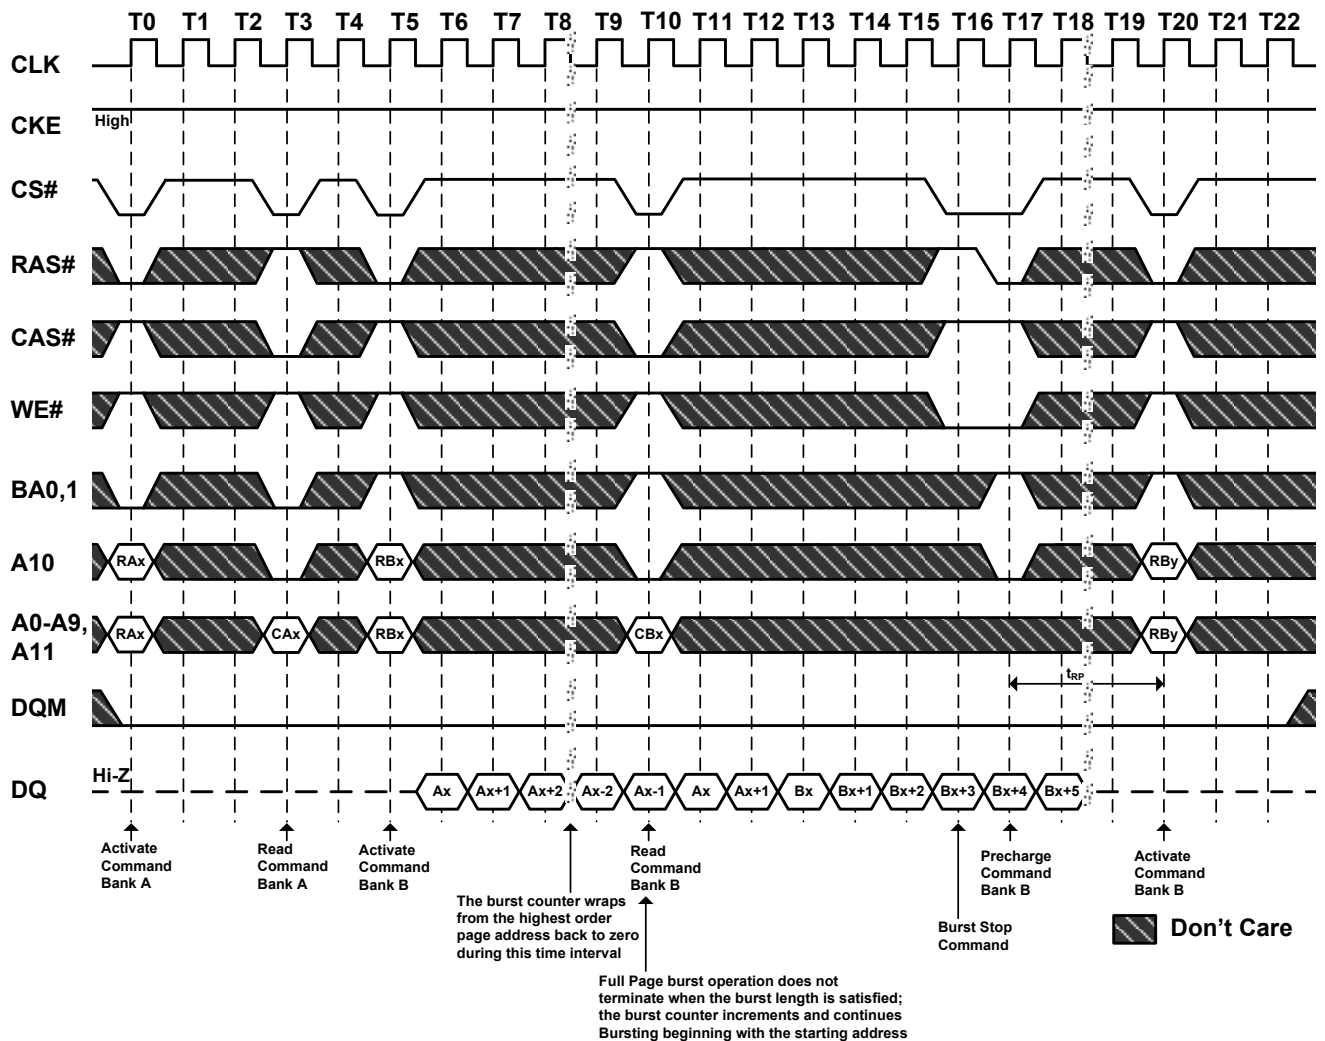 T0 T1 T2 T3 T4 T5 T6 T7 T8 T9 T10 T11 T12 T13 T14 T15 T16 T17 T18 T19 T20 T21 T22
CLK
CKE
High
CS#
RAS#
CAS#
WE#
BA0,1
A10
RAx RBx RBy
A0-A9,
A11
RAx CAx RBx CBx RBy
tRP
DQM
Hi-Z
DQ
Ax Ax+1 Ax+2 Ax-2 Ax-1 Ax Ax+1 Bx Bx+1 Bx+2 Bx+3 Bx+4 Bx+5
Activate
Command
Bank A
Read
Command
Bank A
Activate
Command
Bank B
The burst counter wraps
from the highest order
page address back to zero
during this time interval
Read
Command
Bank B
Full Page burst operation does not
terminate when the burst length is satisfied;
the burst counter increments and continues
Bursting beginning with the starting address
Burst Stop
Command
Precharge
Command
Bank B
Activate
Command
Bank B
Don't Care